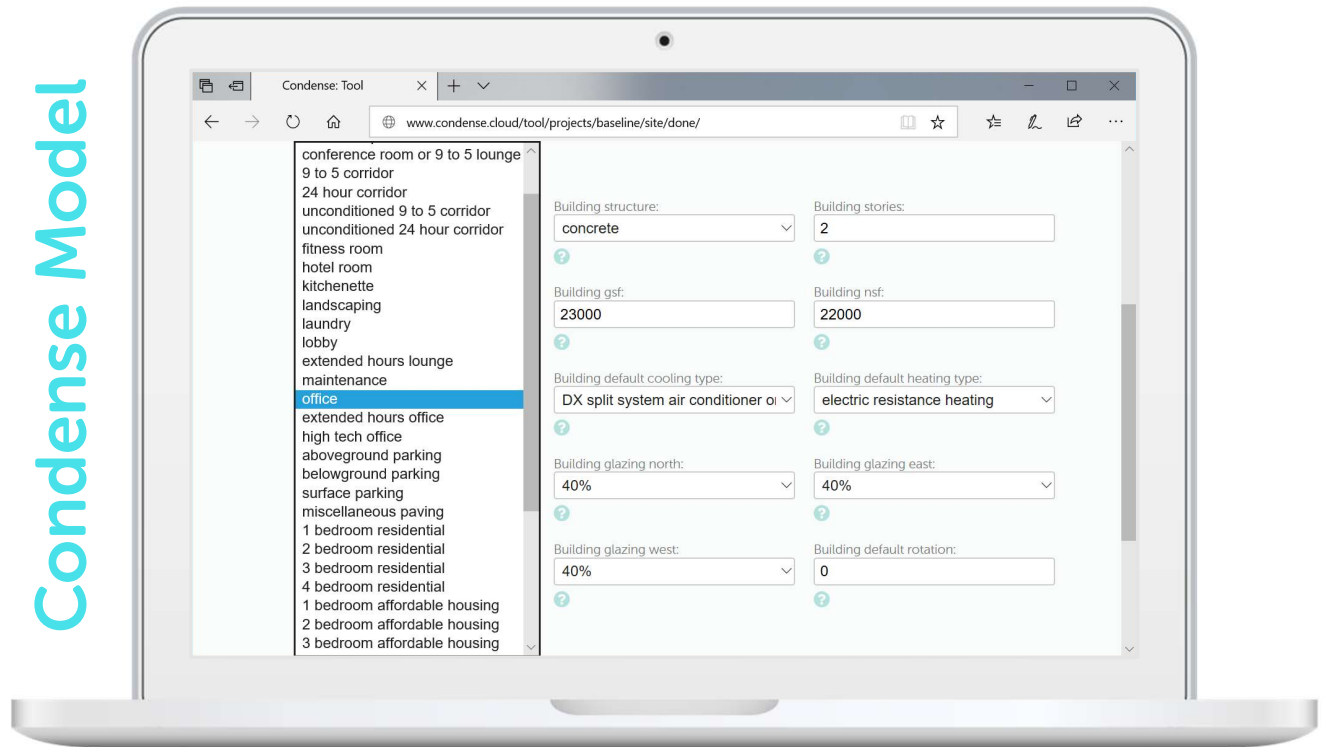 Condense Model
Condense: Tool
www.condense.cloud/tool/projects/baseline/site/done/
conference room or 9 to 5 lounge
9 to 5 corridor
24 hour corridor
unconditioned 9 to 5 corridor
unconditioned 24 hour corridor
fitness room
hotel room
kitchenette
landscaping
laundry
lobby
extended hours lounge
maintenance
office
extended hours office
high tech office
aboveground parking
belowground parking
surface parking
miscellaneous paving
1 bedroom residential
2 bedroom residential
3 bedroom residential
4 bedroom residential
1 bedroom affordable housing
2 bedroom affordable housing
3 bedroom affordable housing
Building structure:
concrete
?
Building stories:
2
?
Building gsf:
23000
?
Building nsf:
22000
?
Building default cooling type:
DX split system air conditioner or
?
Building default heating type:
electric resistance heating
?
Building glazing north:
40%
?
Building glazing east:
40%
?
Building glazing west:
40%
?
Building default rotation:
0
?